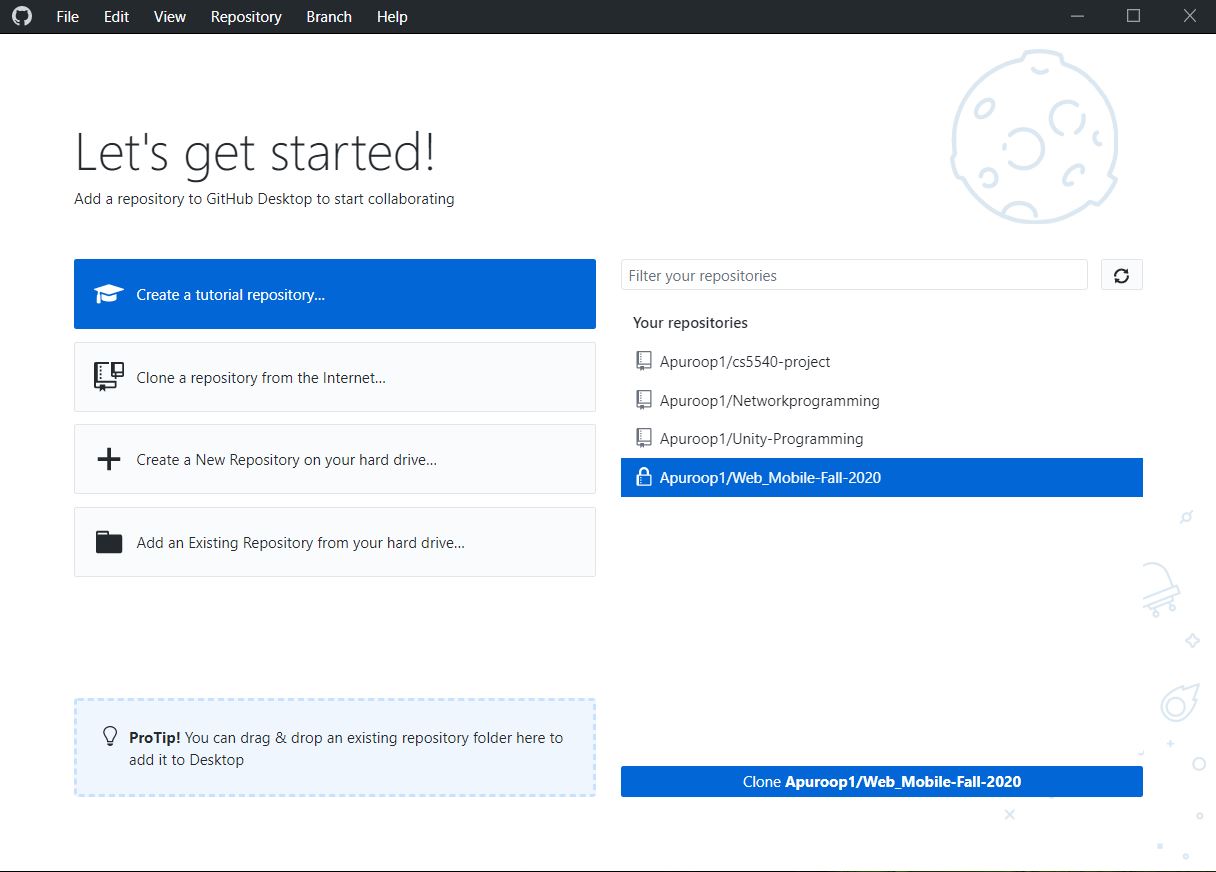 File Edit View Repository Branch Help
Let's get started!
Add a repository to GitHub Desktop to start collaborating
Create a tutorial repository...
Clone a repository from the Internet...
Create a New Repository on your hard drive...
Add an Existing Repository from your hard drive...
ProTip! You can drag & drop an existing repository folder here to
add it to Desktop
Filter your repositories
Your repositories
Apuroop1/cs5540-project
Apuroop1/Networkprogramming
Apuroop1/Unity-Programming
Apuroop1/Web_Mobile-Fall-2020
Clone Apuroop1/Web_Mobile-Fall-2020